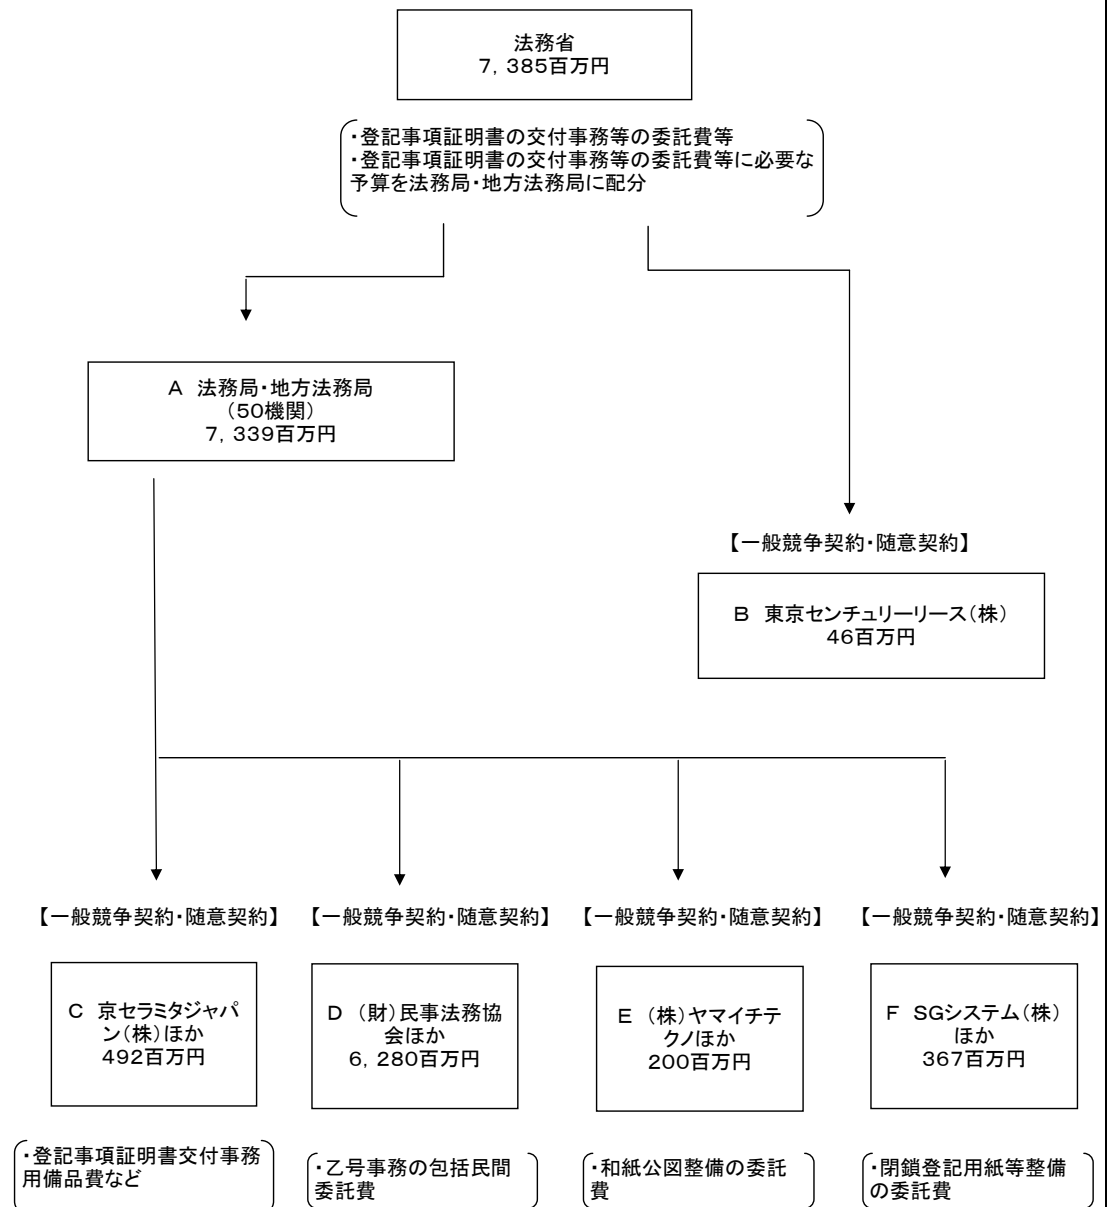 法務省
7,385百万円
・登記事項証明書の交付事務等の委託費等
・登記事項証明書の交付事務等の委託費等に必要な
予算を法務局・地方法務局に配分
A 法務局・地方法務局
(50機関)
7,339百万円
【一般競争契約・随意契約】
B 東京センチュリーリース(株)
46百万円
【一般競争契約・随意契約】
【一般競争契約・随意契約】
【一般競争契約・随意契約】
【一般競争契約・随意契約】
C 京セラミタジャパ
ン(株)ほか
492百万円
D (財)民事法務協
会ほか
6,280百万円
E (株)ヤマイチテ
クノほか
200百万円
F SGシステム(株)
ほか
367百万円
・登記事項証明書交付事務
用備品費など
・乙号事務の包括民間
委託費
・和紙公図整備の委託
費
・閉鎖登記用紙等整備
の委託費